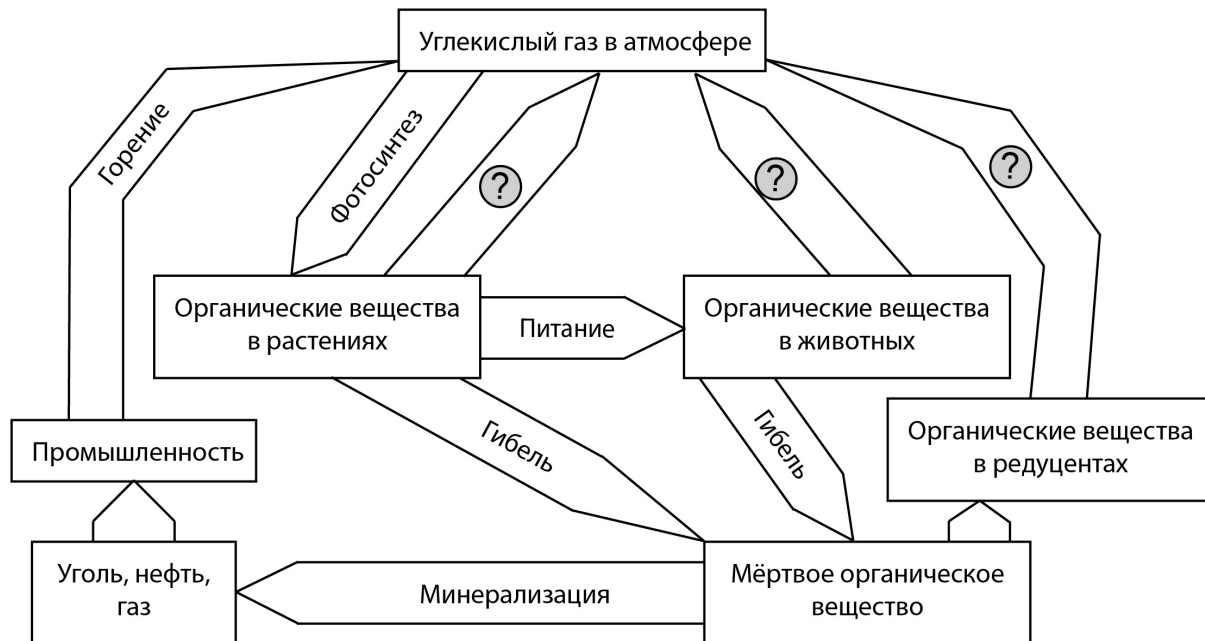 Углекислый газ в атмосфере
Горение
Фотосинтез
?
?
?
Органические вещества
в растениях
Питание
Органические вещества
в животных
Гибель
Гибель
Промышленность
Органические вещества
в редуцентах
Уголь, нефть,
газ
Минерализация
Мёртвое органическое
вещество